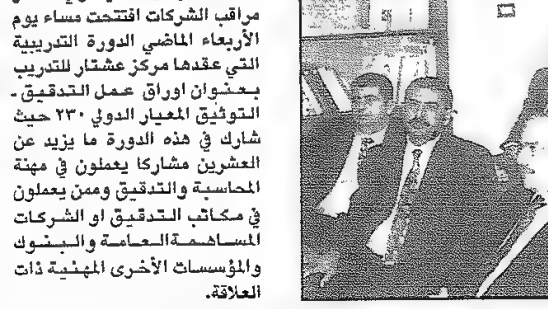 مراقب الشركات افتتحت مساء يوم
الأربعاء الماضي الدورة التدريبية
التي عقدها مركز عشتار للتدريب
بعنوان اوراق عمل التدقيق -
التوثيق المعيار الدولي ٢٣٠ حيث
شارك في هذه الدورة ما يزيد عن
العشرين مشاركا يعملون في مهنة
المحاسبة والتدقيق وممن يعملون
في مكاتب التدقيق او الشركات
المساهمة العامة والبنوك
والمؤسسات الأخرى المهنية ذات
العلاقة.